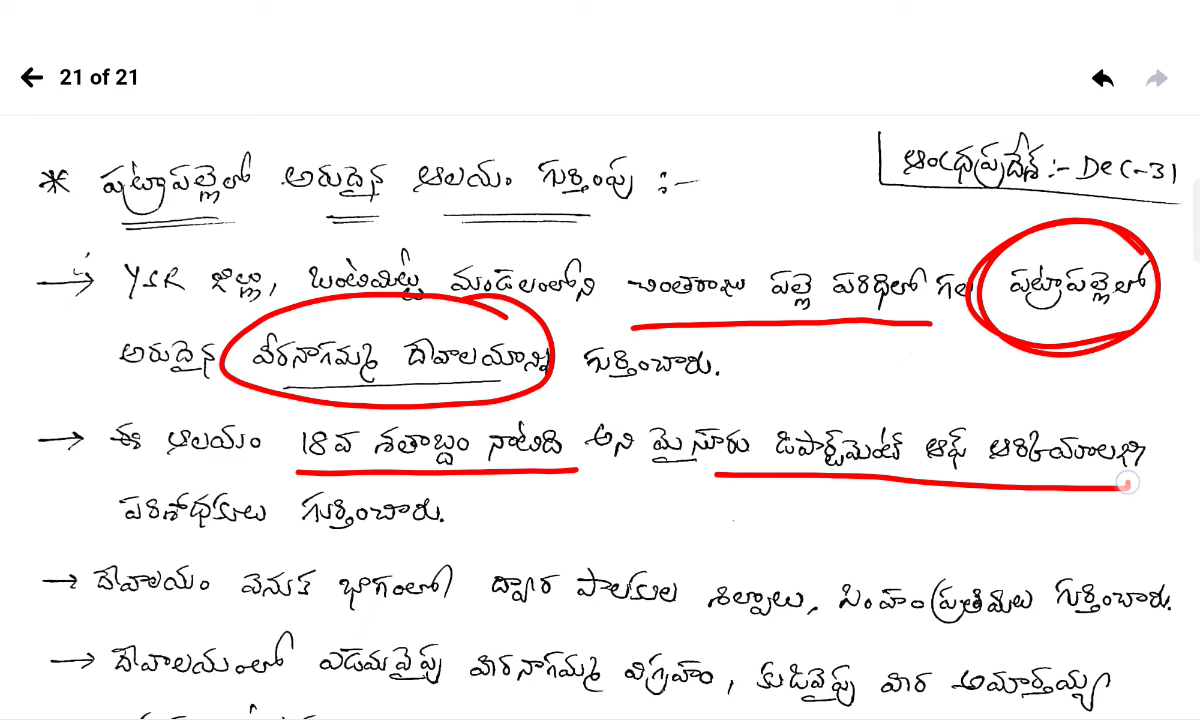 21 of 21
ఆంధ్రప్రదేశ్ :- Dec-31
* పట్రాపల్లెలో అరుదైన ఆలయం గుర్తింపు :-
→ YSR జిల్లా, ఒంటిమిట్ట మండలంలోని చింతరాజు పల్లె పరిధిలో గల పట్రాపల్లెలో
అరుదైన వీరనాగమ్మ దేవాలయాన్ని గుర్తించారు.
→ ఈ ఆలయం 18వ శతాబ్దం నాటిది అని మైసూరు డిపార్ట్‌మెంట్ ఆఫ్ ఆర్కియాలజీ
పరిశోధకులు గుర్తించారు.
→ దేవాలయం వెనుక భాగంలో ద్వార పాలకుల శిల్పాలు, సింహం ప్రతిమలు గుర్తించారు.
→ దేవాలయంలో ఎడమవైపు వీరనాగమ్మ విగ్రహం, కుడివైపు వీర అమార్తయ్య